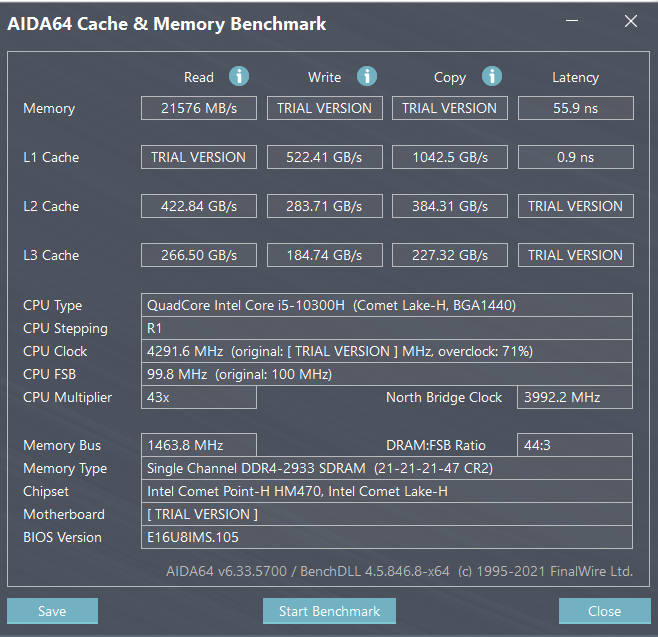 AIDA64 Cache & Memory Benchmark
Read Write Copy Latency
Memory 21576 MB/s TRIAL VERSION TRIAL VERSION 55.9 ns
L1 Cache TRIAL VERSION 522.41 GB/s 1042.5 GB/s 0.9 ns
L2 Cache 422.84 GB/s 283.71 GB/s 384.31 GB/s TRIAL VERSION
L3 Cache 266.50 GB/s 184.74 GB/s 227.32 GB/s TRIAL VERSION
CPU Type QuadCore Intel Core i5-10300H (Comet Lake-H, BGA1440)
CPU Stepping R1
CPU Clock 4291.6 MHz (original: [ TRIAL VERSION ] MHz, overclock: 71%)
CPU FSB 99.8 MHz (original: 100 MHz)
CPU Multiplier 43x North Bridge Clock 3992.2 MHz
Memory Bus 1463.8 MHz DRAM:FSB Ratio 44:3
Memory Type Single Channel DDR4-2933 SDRAM (21-21-21-47 CR2)
Chipset Intel Comet Point-H HM470, Intel Comet Lake-H
Motherboard [ TRIAL VERSION ]
BIOS Version E16U8IMS.105
AIDA64 v6.33.5700 / BenchDLL 4.5.846.8-x64 (c) 1995-2021 FinalWire Ltd.
Save Start Benchmark Close